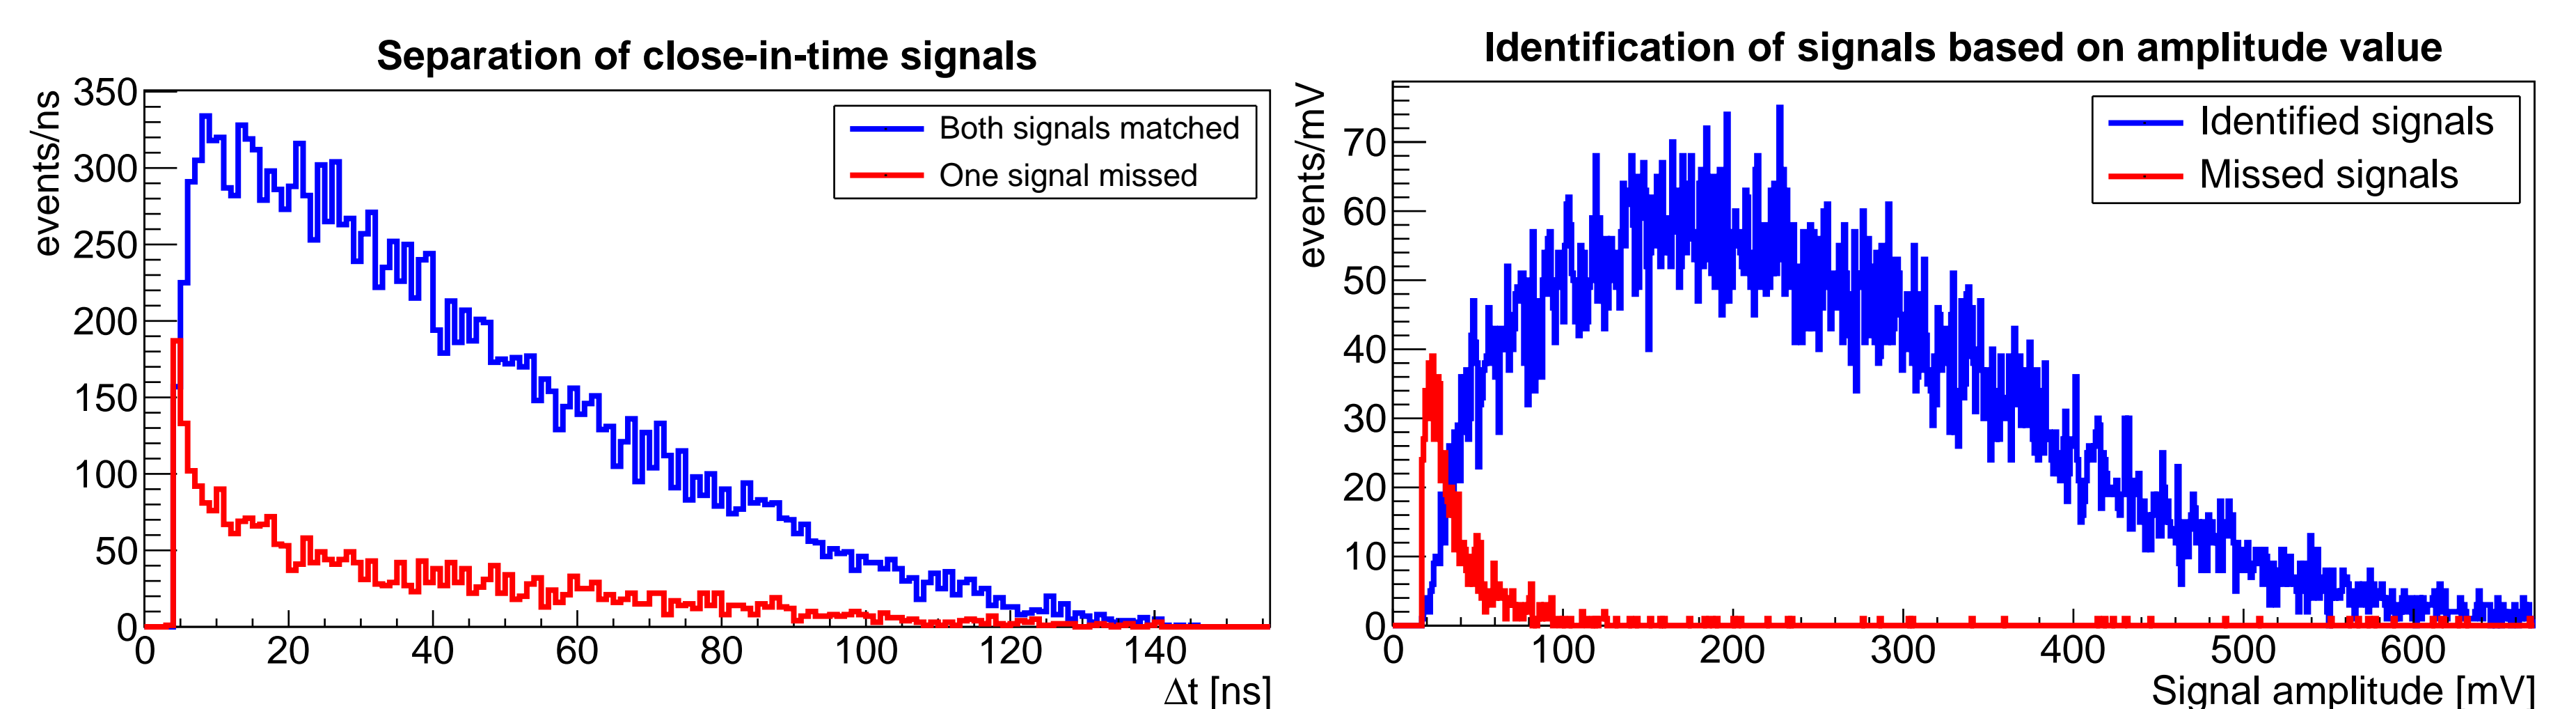 Separation of close-in-time signals
events/ns
350
300
250
200
150
100
50
0
Both signals matched
One signal missed
0 20 40 60 80 100 120 140
Δt [ns]
Identification of signals based on amplitude value
events/mV
70
60
50
40
30
20
10
0
Identified signals
Missed signals
0 100 200 300 400 500 600
Signal amplitude [mV]